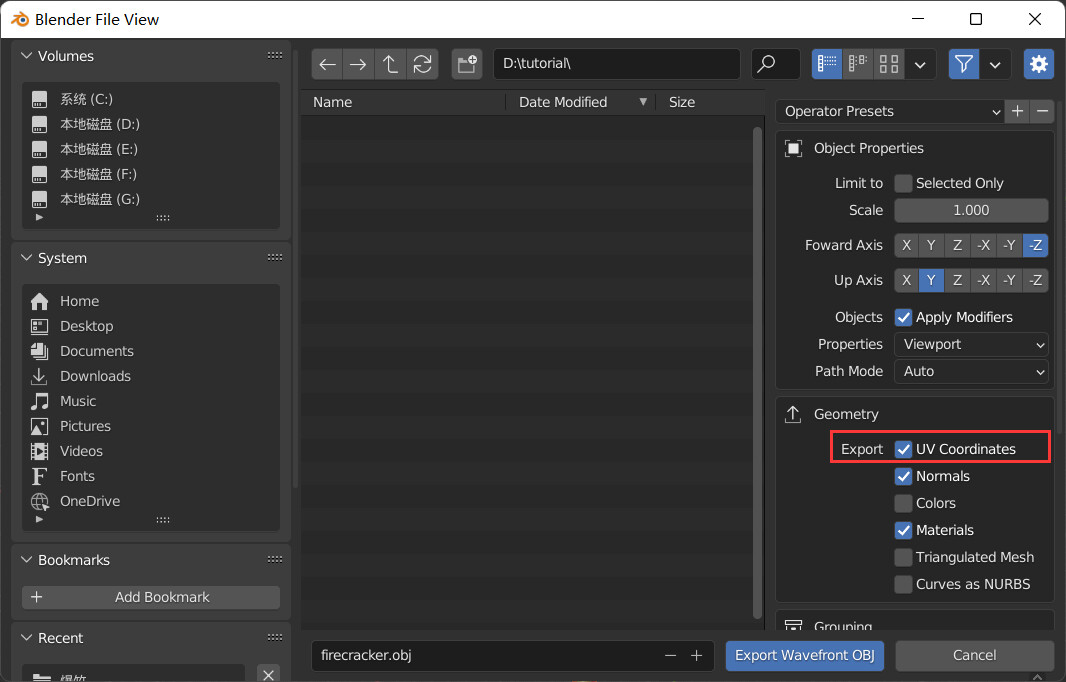 Blender File View
Volumes
系统 (C:)
本地磁盘 (D:)
本地磁盘 (E:)
本地磁盘 (F:)
本地磁盘 (G:)
System
Home
Desktop
Documents
Downloads
Music
Pictures
Videos
Fonts
OneDrive
Bookmarks
Add Bookmark
Recent
爆竹
D:\tutorial\
Name Date Modified Size
firecracker.obj
Operator Presets
Object Properties
Limit to Selected Only
Scale 1.000
Foward Axis X Y Z -X -Y -Z
Up Axis X Y Z -X -Y -Z
Objects Apply Modifiers
Properties Viewport
Path Mode Auto
Geometry
Export UV Coordinates
Normals
Colors
Materials
Triangulated Mesh
Curves as NURBS
Grouping
Export Wavefront OBJ Cancel